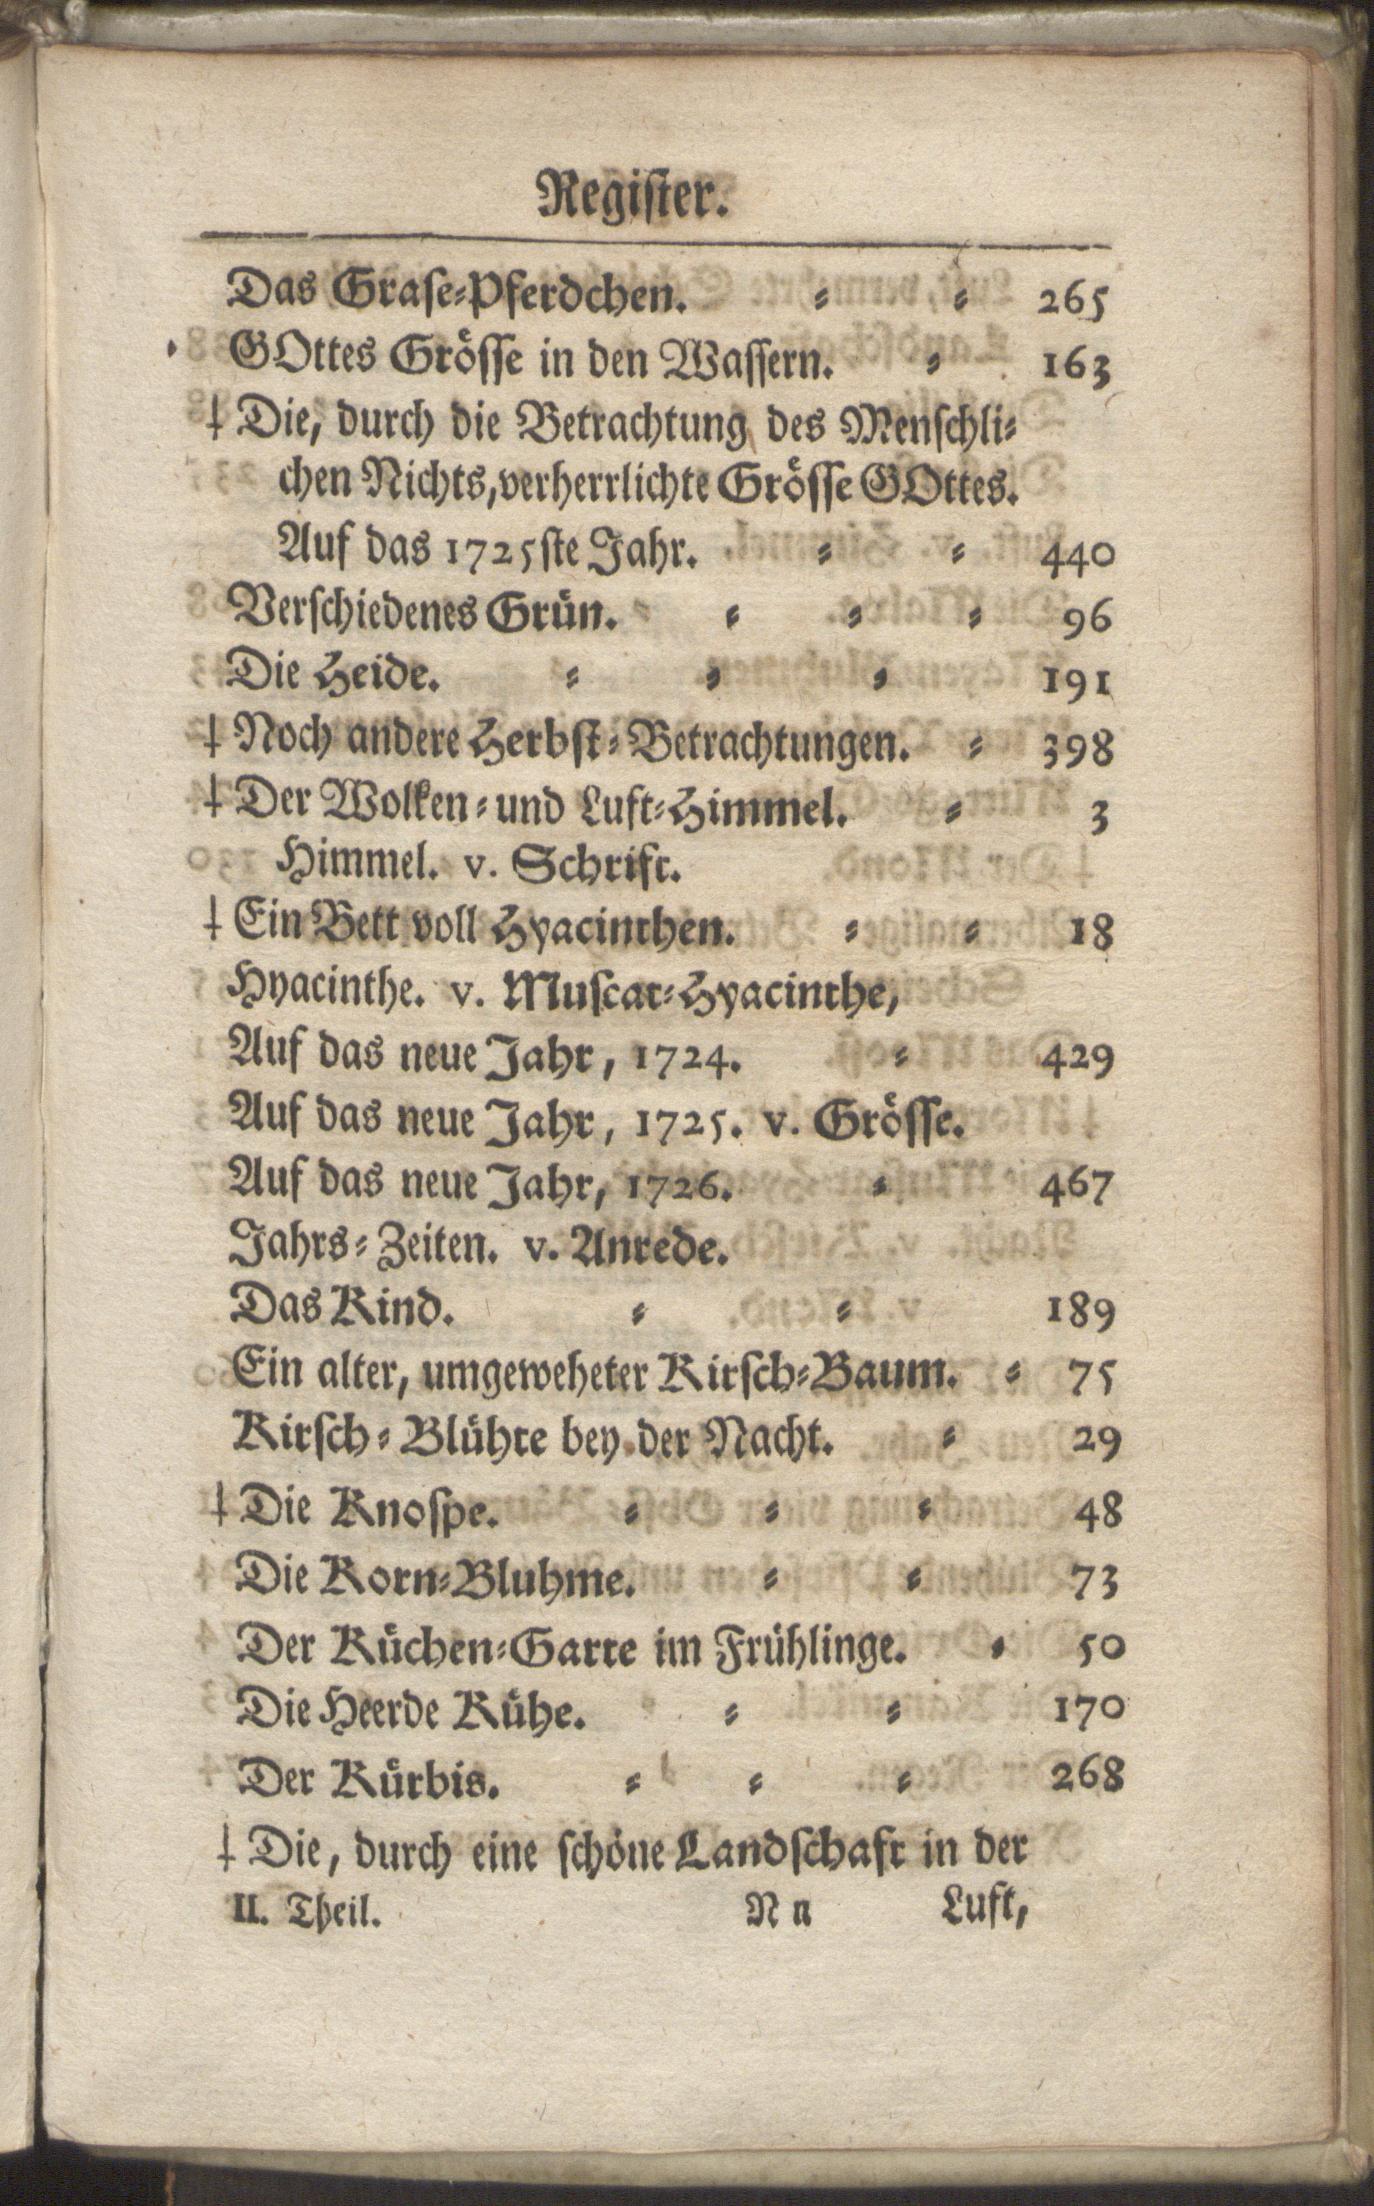 Register.
Das Graſe⸗Pferdchen. ⸗ ⸗ 265
GOttes Gröſſe in den Waſſern. ⸗ 163
† Die, durch die Betrachtung des Menſchli⸗
chen Nichts, verherrlichte Gröſſe GOttes.
Auf das 1725ſte Jahr. ⸗ ⸗ 440
Verſchiedenes Grün. ⸗ ⸗ ⸗ 96
Die Heide. ⸗ ⸗ ⸗ 191
† Noch andere Herbſt⸗Betrachtungen. ⸗ 398
† Der Wolken⸗und Luft⸗Himmel. ⸗ 3
Himmel. v. Schrift.
† Ein Bett voll Hyacinthen. ⸗ ⸗ 18
Hyacinthe. v. Muſcat⸗Hyacinthe,
Auf das neue Jahr, 1724. ⸗ 429
Auf das neue Jahr, 1725. v. Gröſſe.
Auf das neue Jahr, 1726. ⸗ 467
Jahrs⸗Zeiten. v. Anrede.
Das Kind. ⸗ ⸗ 189
Ein alter, umgeweheter Kirſch⸗Baum. ⸗ 75
Kirſch⸗Blühte bey der Nacht. ⸗ 29
† Die Knoſpe. ⸗ ⸗ ⸗ 48
Die Korn⸗Bluhme. ⸗ ⸗ 73
Der Küchen⸗Garte im Frühlinge. ⸗ 50
Die Heerde Kühe. ⸗ ⸗ 170
Der Kürbis. ⸗ ⸗ ⸗ 268
† Die, durch eine ſchöne Landſchaft in der
II. Theil. N n Luft,